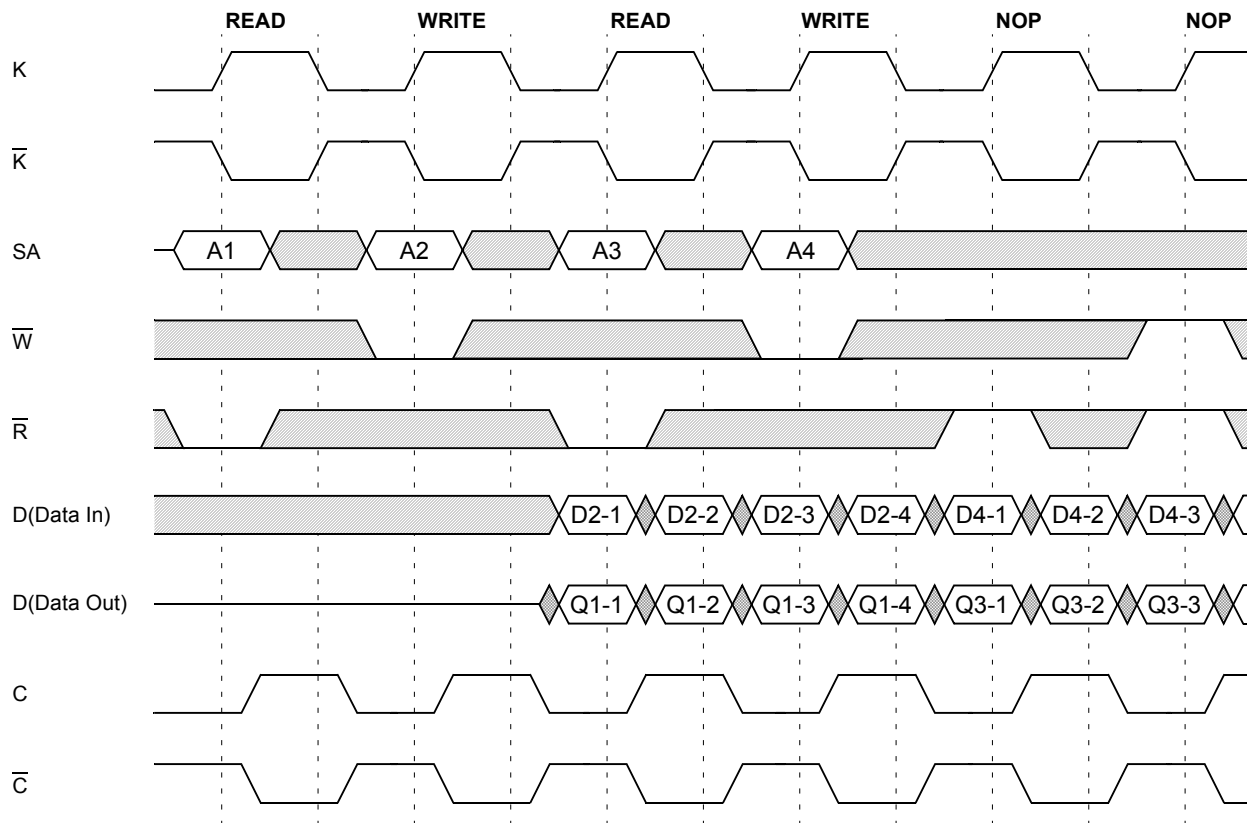 READ WRITE READ WRITE NOP NOP
K
K̅
SA A1 A2 A3 A4
W̅
R̅
D(Data In) D2-1 D2-2 D2-3 D2-4 D4-1 D4-2 D4-3
D(Data Out) Q1-1 Q1-2 Q1-3 Q1-4 Q3-1 Q3-2 Q3-3
C
C̅